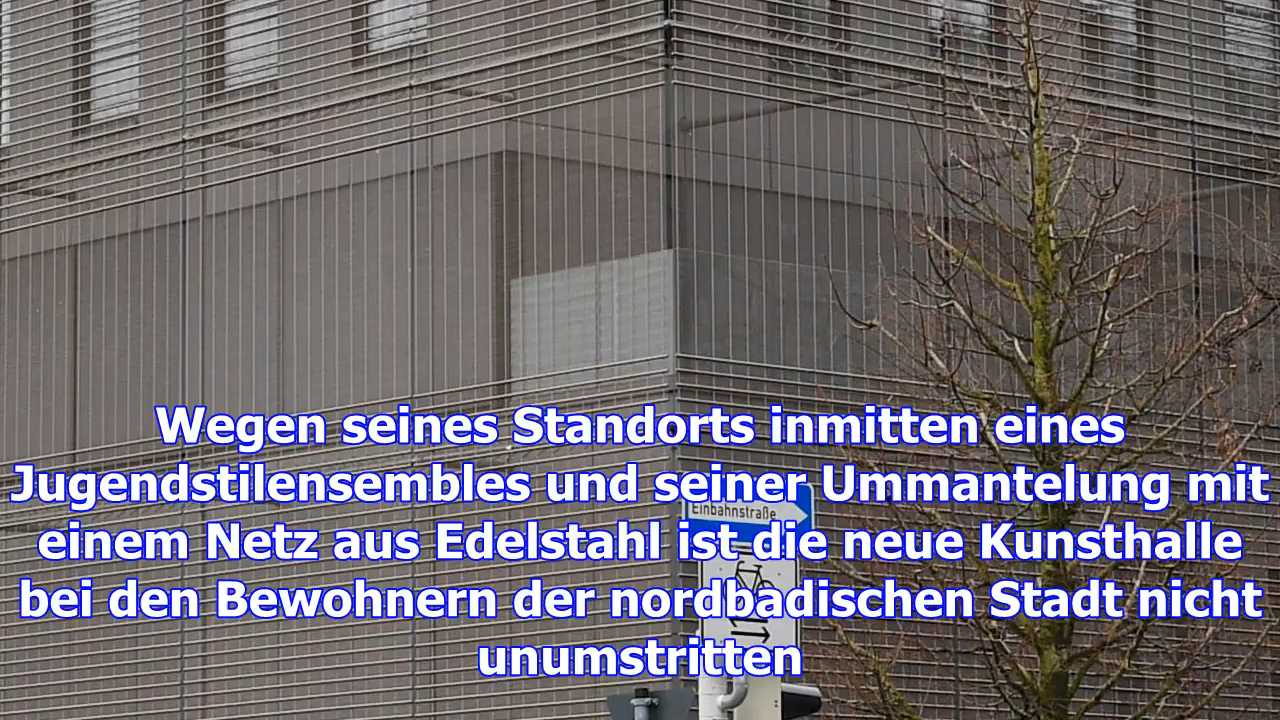 Wegen seines Standorts inmitten eines
Jugendstilensembles und seiner Ummantelung mit
einem Netz aus Edelstahl ist die neue Kunsthalle
bei den Bewohnern der nordbadischen Stadt nicht
unumstritten
Einbahnstraße